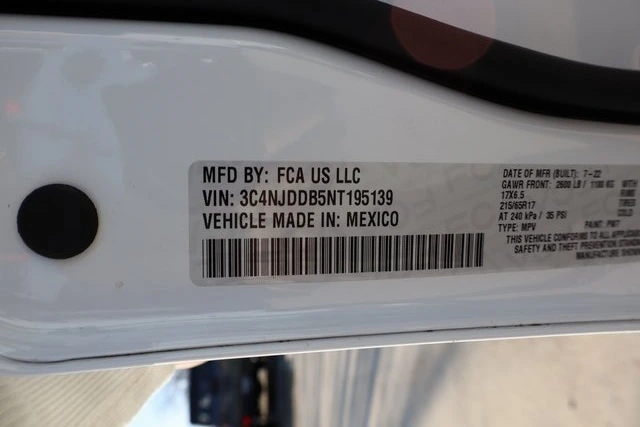 MFD BY: FCA US LLC
VIN: 3C4NJDDB5NT195139
VEHICLE MADE IN: MEXICO
DATE OF MFR (BUILT): 7-22
GAWR FRONT: 2600 LB / 1180 KG
17X6.5
215/65R17
AT 240 kPa / 35 PSI
TYPE: MPV
PAINT: PW7
THIS VEHICLE CONFORMS TO ALL
SAFETY AND THEFT PREVENTION